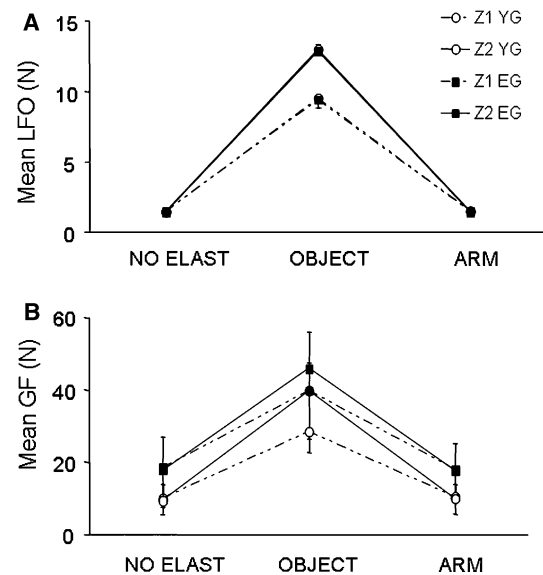 A
Mean LFO (N)
15
10
5
0
NO ELAST OBJECT ARM
Z1 YG
Z2 YG
Z1 EG
Z2 EG
B
Mean GF (N)
60
40
20
0
NO ELAST OBJECT ARM